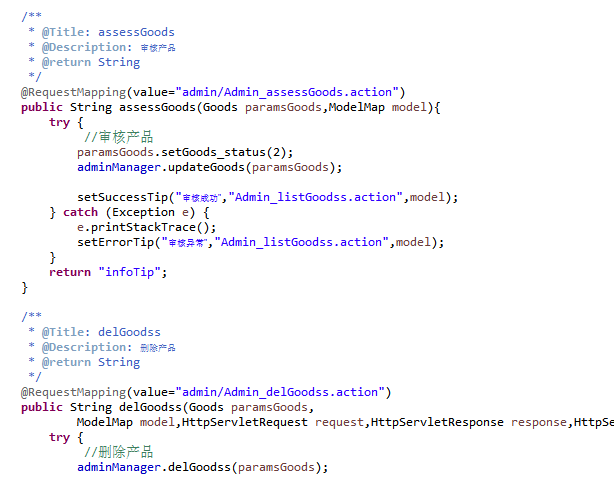 /**
 * @Title: assessGoods
 * @Description: 审核产品
 * @return String
 */
@RequestMapping(value="admin/Admin_assessGoods.action")
public String assessGoods(Goods paramsGoods,ModelMap model){
    try {
         //审核产品
        paramsGoods.setGoods_status(2);
        adminManager.updateGoods(paramsGoods);

        setSuccessTip("审核成功","Admin_listGoodss.action",model);
    } catch (Exception e) {
        e.printStackTrace();
        setErrorTip("审核异常","Admin_listGoodss.action",model);
    }
    return "infoTip";
}

/**
 * @Title: delGoodss
 * @Description: 删除产品
 * @return String
 */
@RequestMapping(value="admin/Admin_delGoodss.action")
public String delGoodss(Goods paramsGoods,
        ModelMap model,HttpServletRequest request,HttpServletResponse response,HttpSe
    try {
         //删除产品
        adminManager.delGoodss(paramsGoods);